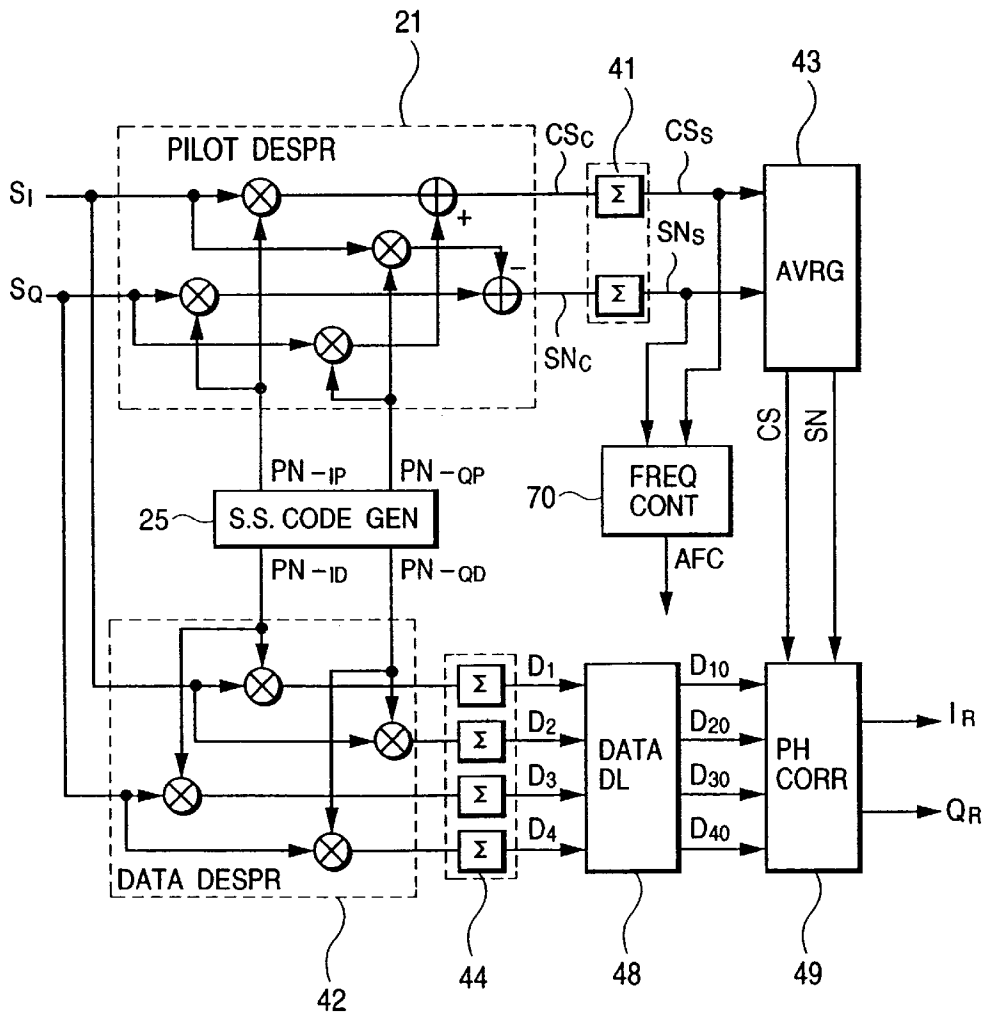 21
41
43
PILOT DESPR
CSC
CSS
SI
Σ
+
SNS
AVRG
SQ
−
Σ
SNC
CS
SN
PN-IP
PN-QP
FREQ
CONT
70
25
S.S. CODE GEN
PN-ID
PN-QD
AFC
Σ
D1
D10
IR
Σ
D2
DATA
DL
D20
PH
CORR
Σ
D3
D30
QR
Σ
D4
D40
DATA DESPR
42
44
48
49